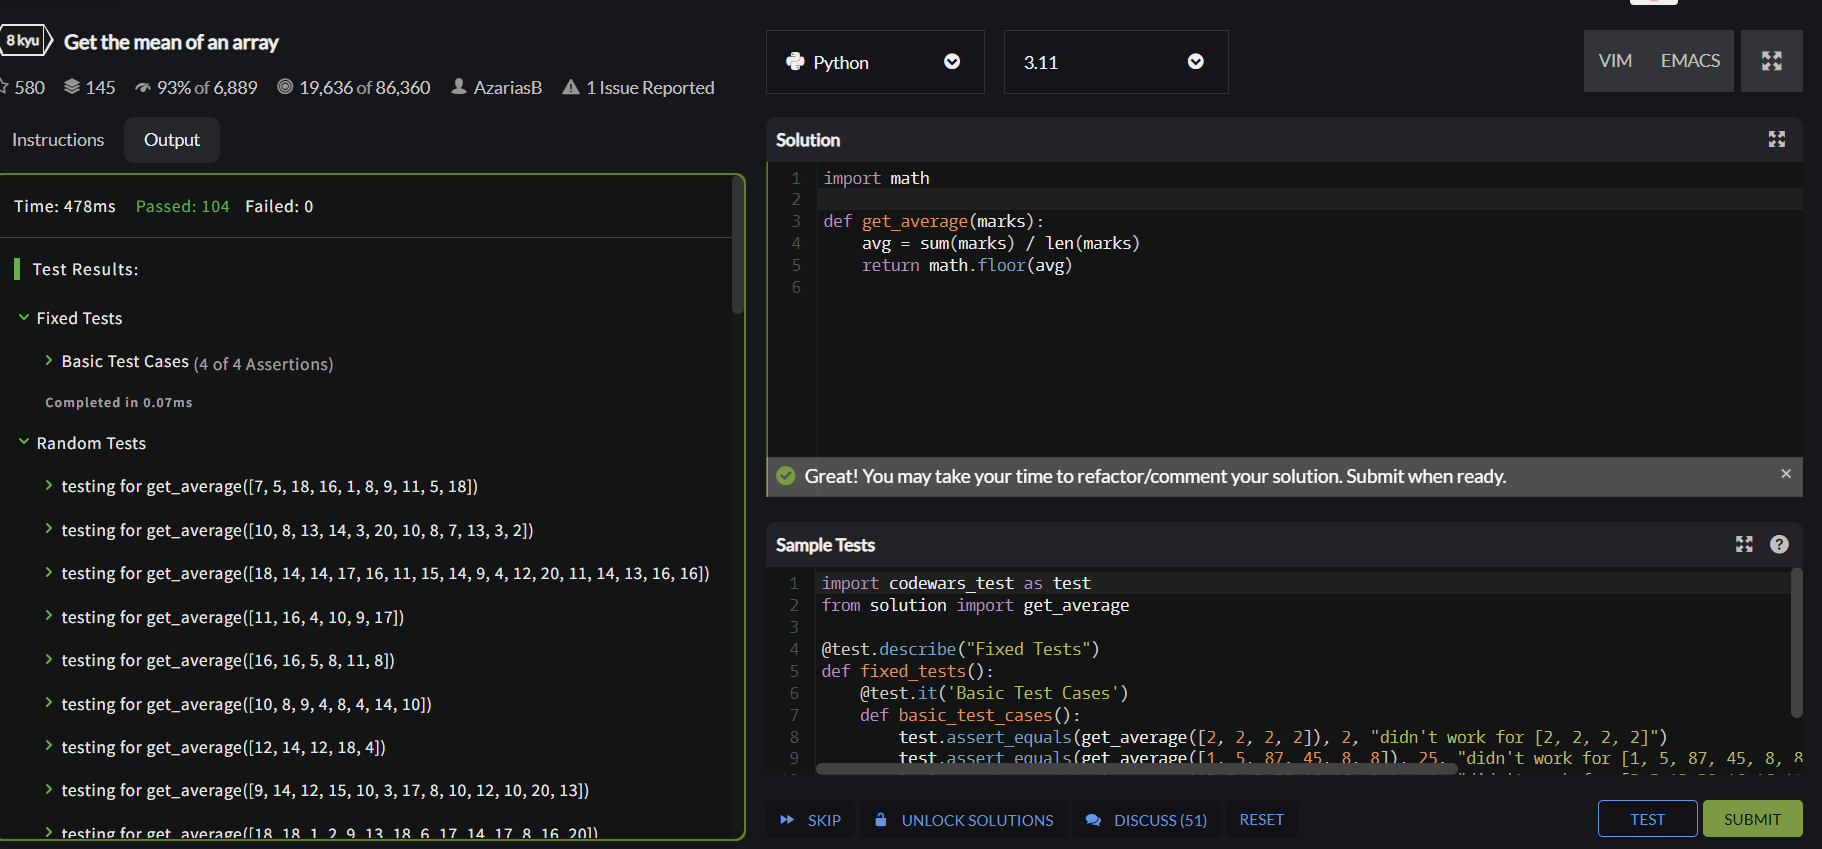 8 kyu Get the mean of an array
580 145 93% of 6,889 19,636 of 86,360 AzariasB 1 Issue Reported
Instructions Output
Time: 478ms Passed: 104 Failed: 0
Test Results:
Fixed Tests
Basic Test Cases (4 of 4 Assertions)
Completed in 0.07ms
Random Tests
testing for get_average([7, 5, 18, 16, 1, 8, 9, 11, 5, 18])
testing for get_average([10, 8, 13, 14, 3, 20, 10, 8, 7, 13, 3, 2])
testing for get_average([18, 14, 14, 17, 16, 11, 15, 14, 9, 4, 12, 20, 11, 14, 13, 16, 16])
testing for get_average([11, 16, 4, 10, 9, 17])
testing for get_average([16, 16, 5, 8, 11, 8])
testing for get_average([10, 8, 9, 4, 8, 4, 14, 10])
testing for get_average([12, 14, 12, 18, 4])
testing for get_average([9, 14, 12, 15, 10, 3, 17, 8, 10, 12, 10, 20, 13])
testing for get_average([18, 18, 1, 2, 9, 13, 18, 6, 17, 14, 17, 8, 16, 20])
Python 3.11 VIM EMACS
Solution
1 import math
2
3 def get_average(marks):
4 avg = sum(marks) / len(marks)
5 return math.floor(avg)
6
Great! You may take your time to refactor/comment your solution. Submit when ready.
Sample Tests
1 import codewars_test as test
2 from solution import get_average
3
4 @test.describe("Fixed Tests")
5 def fixed_tests():
6 @test.it('Basic Test Cases')
7 def basic_test_cases():
8 test.assert_equals(get_average([2, 2, 2, 2]), 2, "didn't work for [2, 2, 2, 2]")
9 test.assert_equals(get_average([1, 5, 87, 45, 8, 8]), 25, "didn't work for [1, 5, 87, 45, 8, 8
SKIP UNLOCK SOLUTIONS DISCUSS (51) RESET TEST SUBMIT